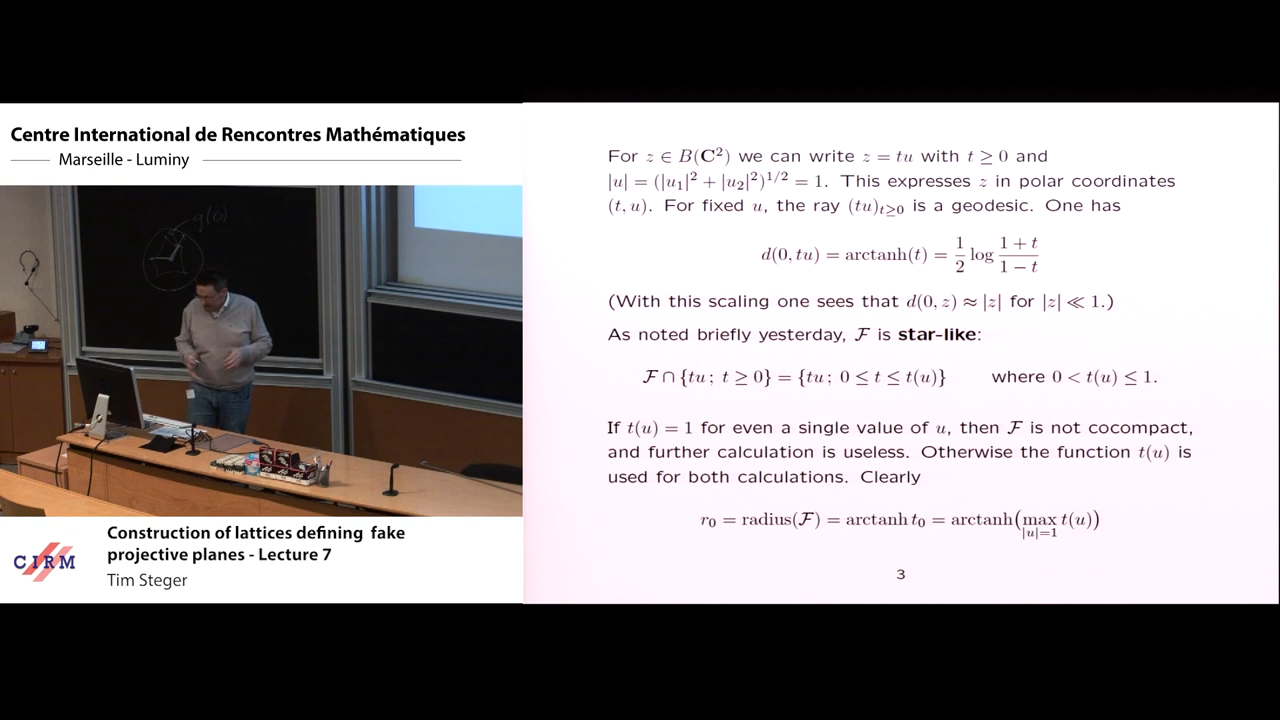 Centre International de Rencontres Mathématiques
Marseille - Luminy
g(0)
Construction of lattices defining fake
projective planes - Lecture 7
Tim Steger
CIRM
For z ∈ B(C²) we can write z = tu with t ≥ 0 and
|u| = (|u₁|² + |u₂|²)^{1/2} = 1. This expresses z in polar coordinates
(t, u). For fixed u, the ray (tu)_{t≥0} is a geodesic. One has
d(0, tu) = arctanh(t) = 1/2 log (1 + t)/(1 − t)
(With this scaling one sees that d(0, z) ≈ |z| for |z| ≪ 1.)
As noted briefly yesterday, F is star-like:
F ∩ {tu ; t ≥ 0} = {tu ; 0 ≤ t ≤ t(u)} where 0 < t(u) ≤ 1.
If t(u) = 1 for even a single value of u, then F is not cocompact,
and further calculation is useless. Otherwise the function t(u) is
used for both calculations. Clearly
r₀ = radius(F) = arctanh t₀ = arctanh(max_{|u|=1} t(u))
3